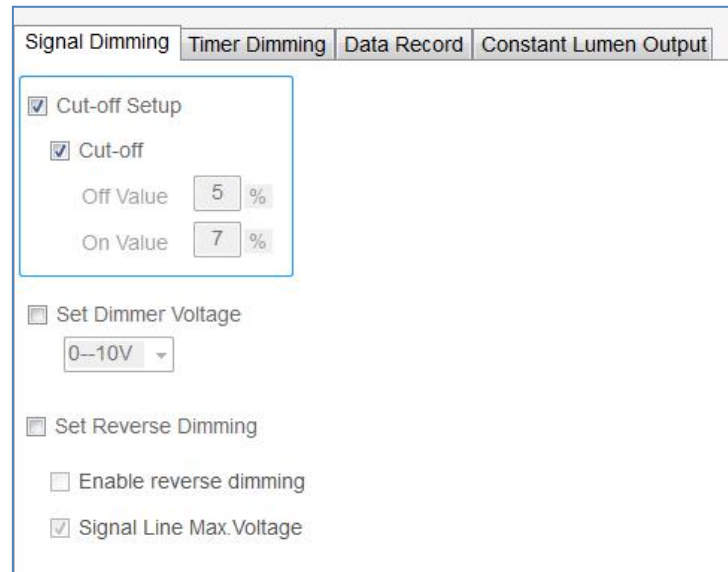 Signal Dimming Timer Dimming Data Record Constant Lumen Output
Cut-off Setup
Cut-off
Off Value 5 %
On Value 7 %
Set Dimmer Voltage
0--10V
Set Reverse Dimming
Enable reverse dimming
Signal Line Max.Voltage